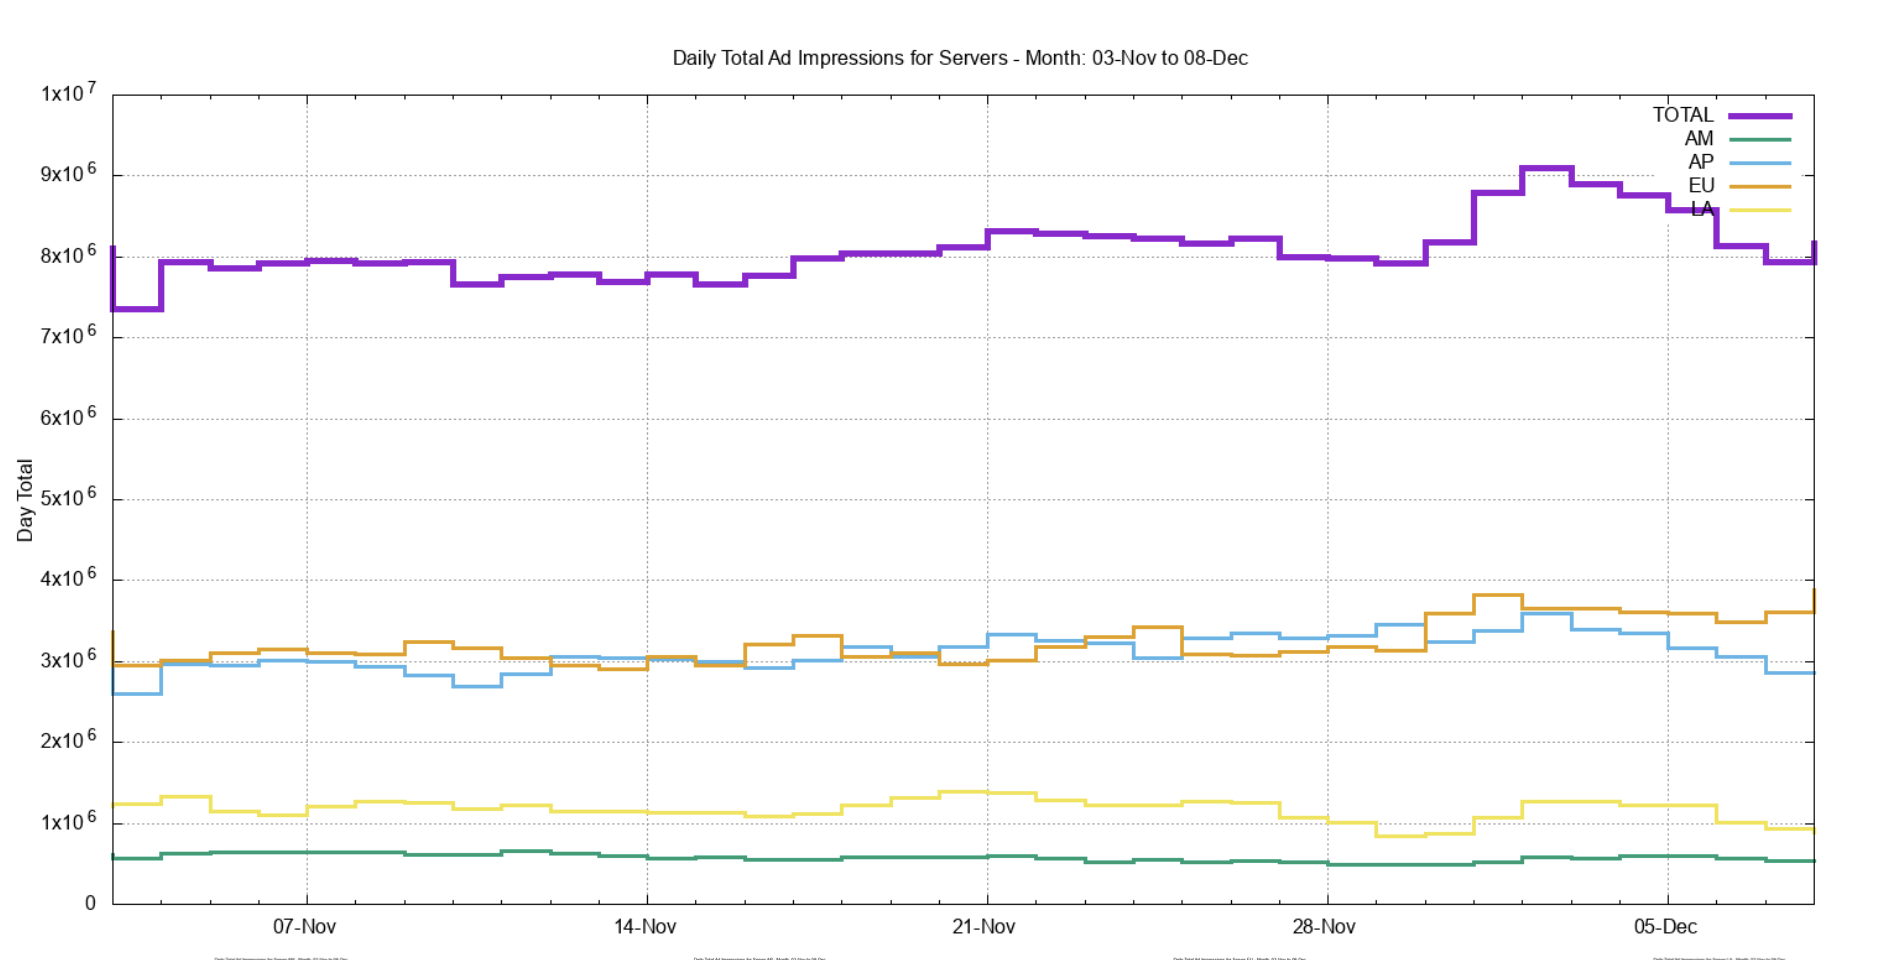 Daily Total Ad Impressions for Servers - Month: 03-Nov to 08-Dec
1x10^7
9x10^6
8x10^6
7x10^6
6x10^6
5x10^6
4x10^6
3x10^6
2x10^6
1x10^6
0
Day Total
TOTAL
AM
AP
EU
LA
07-Nov
14-Nov
21-Nov
28-Nov
05-Dec